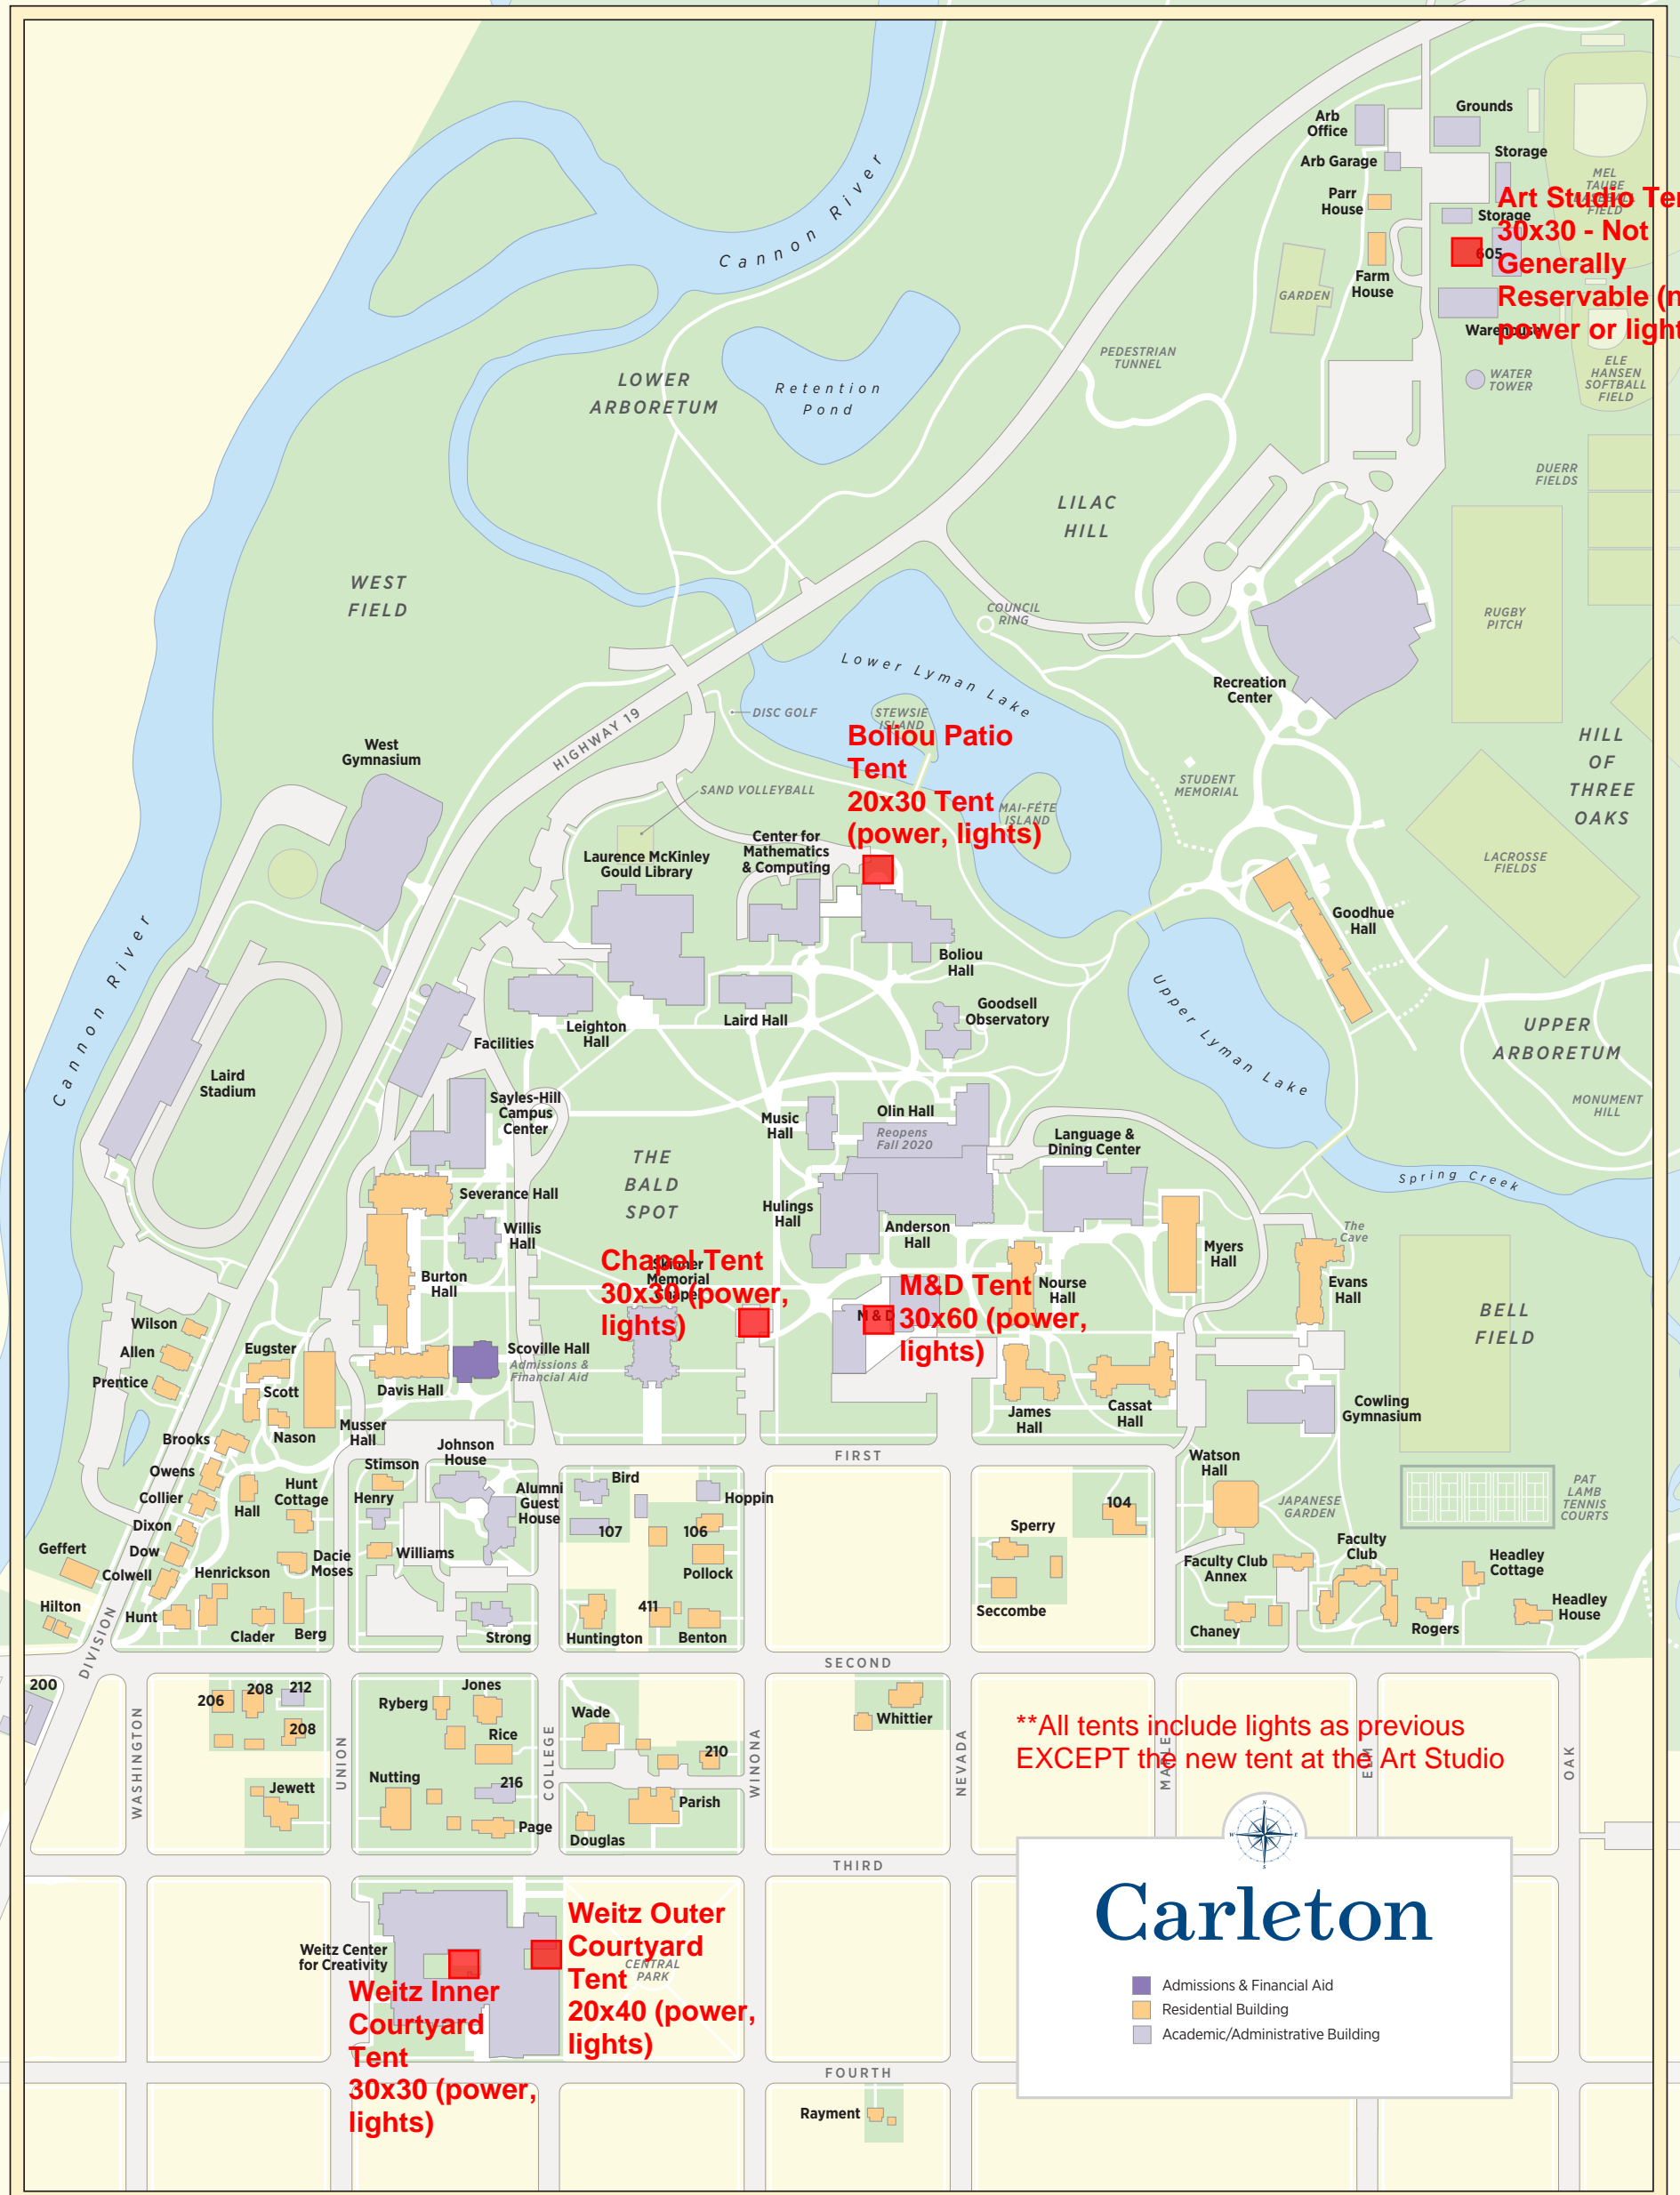 Cannon River
Arb
Office
Grounds
Arb Garage
Storage
Parr
House
MEL
TAUBE
BASEBALL
FIELD
Storage
Art Studio Te
30x30 - Not
Generally
Reservable (n
power or light
605
Farm
House
GARDEN
Warehouse
WATER
TOWER
ELE
HANSEN
SOFTBALL
FIELD
PEDESTRIAN
TUNNEL
LOWER
ARBORETUM
Retention
Pond
DUERR
FIELDS
LILAC
HILL
WEST
FIELD
COUNCIL
RING
RUGBY
PITCH
Lower Lyman Lake
Recreation
Center
DISC GOLF
STEWSIE
ISLAND
HIGHWAY 19
Boliou Patio
Tent
20x30 Tent
(power, lights)
HILL
OF
THREE
OAKS
West
Gymnasium
SAND VOLLEYBALL
STUDENT
MEMORIAL
MAI-FÉTE
ISLAND
Center for
Mathematics
& Computing
Laurence McKinley
Gould Library
LACROSSE
FIELDS
Goodhue
Hall
Boliou
Hall
Cannon River
Upper Lyman Lake
Leighton
Hall
Laird Hall
Goodsell
Observatory
Facilities
UPPER
ARBORETUM
Laird
Stadium
Sayles-Hill
Campus
Center
MONUMENT
HILL
Music
Hall
Olin Hall
Reopens
Fall 2020
Language &
Dining Center
THE
BALD
SPOT
Spring Creek
Severance Hall
Willis
Hall
Hulings
Hall
Anderson
Hall
The
Cave
Myers
Hall
Burton
Hall
Skinner
Memorial
Chapel
Chapel Tent
30x30 (power,
lights)
M&D Tent
30x60 (power,
lights)
M & D
Nourse
Hall
Evans
Hall
BELL
FIELD
Wilson
Allen
Eugster
Scoville Hall
Admissions &
Financial Aid
Prentice
Scott
Davis Hall
Nason
Musser
Hall
James
Hall
Cassat
Hall
Cowling
Gymnasium
Brooks
Johnson
House
FIRST
Watson
Hall
Owens
Stimson
Collier
Hall
Hunt
Cottage
Henry
Alumni
Guest
House
Bird
Hoppin
107
106
104
JAPANESE
GARDEN
PAT
LAMB
TENNIS
COURTS
Dixon
Sperry
Geffert
Dow
Dacie
Moses
Williams
Faculty
Club
Faculty Club
Annex
Headley
Cottage
Colwell
Henrickson
Pollock
Hilton
Hunt
Clader
Berg
Strong
Huntington
411
Benton
Seccombe
Chaney
Rogers
Headley
House
DIVISION
SECOND
200
206
208
212
208
Ryberg
Jones
Rice
Wade
210
Whittier
WASHINGTON
UNION
COLLEGE
WINONA
NEVADA
MAPLE
ELM
OAK
**All tents include lights as previous
EXCEPT the new tent at the Art Studio
Jewett
Nutting
216
Page
Parish
Douglas
THIRD
Weitz Center
for Creativity
CENTRAL
PARK
Weitz Outer
Courtyard
Tent
20x40 (power,
lights)
Weitz Inner
Courtyard
Tent
30x30 (power,
lights)
Carleton
Admissions & Financial Aid
Residential Building
Academic/Administrative Building
FOURTH
Rayment